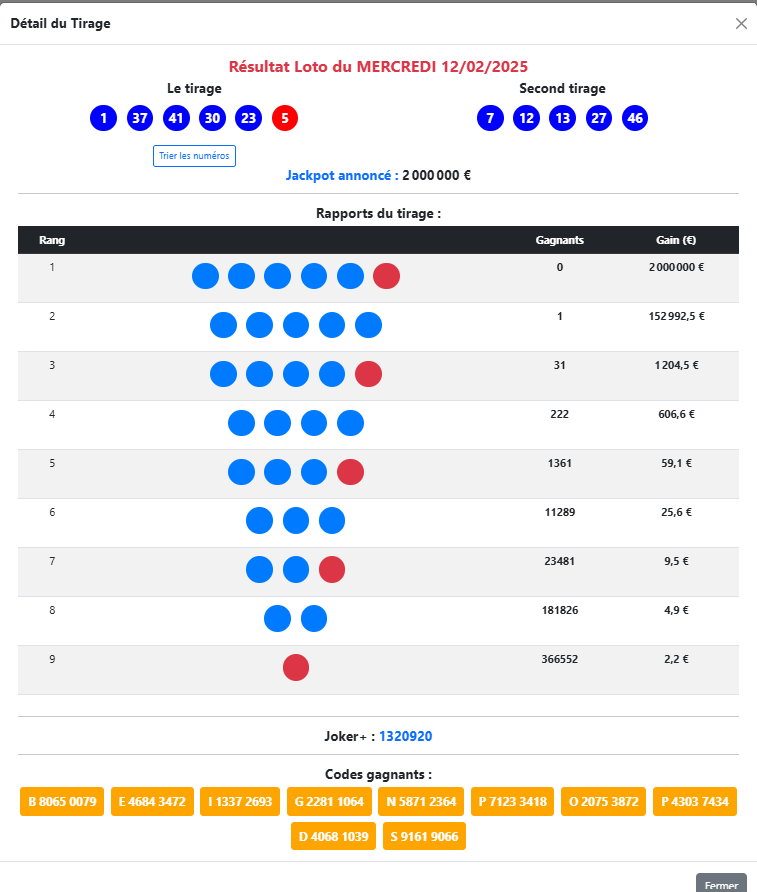 Détail du Tirage
Résultat Loto du MERCREDI 12/02/2025
Le tirage Second tirage
1 37 41 30 23 5 7 12 13 27 46
Trier les numéros
Jackpot annoncé : 2 000 000 €
Rapports du tirage :
Rang Gagnants Gain (€)
1 0 2 000 000 €
2 1 152 992,5 €
3 31 1 204,5 €
4 222 606,6 €
5 1361 59,1 €
6 11289 25,6 €
7 23481 9,5 €
8 181826 4,9 €
9 366552 2,2 €
Joker+ : 1320920
Codes gagnants :
B 8065 0079 E 4684 3472 I 1337 2693 G 2281 1064 N 5871 2364 P 7123 3418 O 2075 3872 P 4303 7434
D 4068 1039 S 9161 9066
Fermer